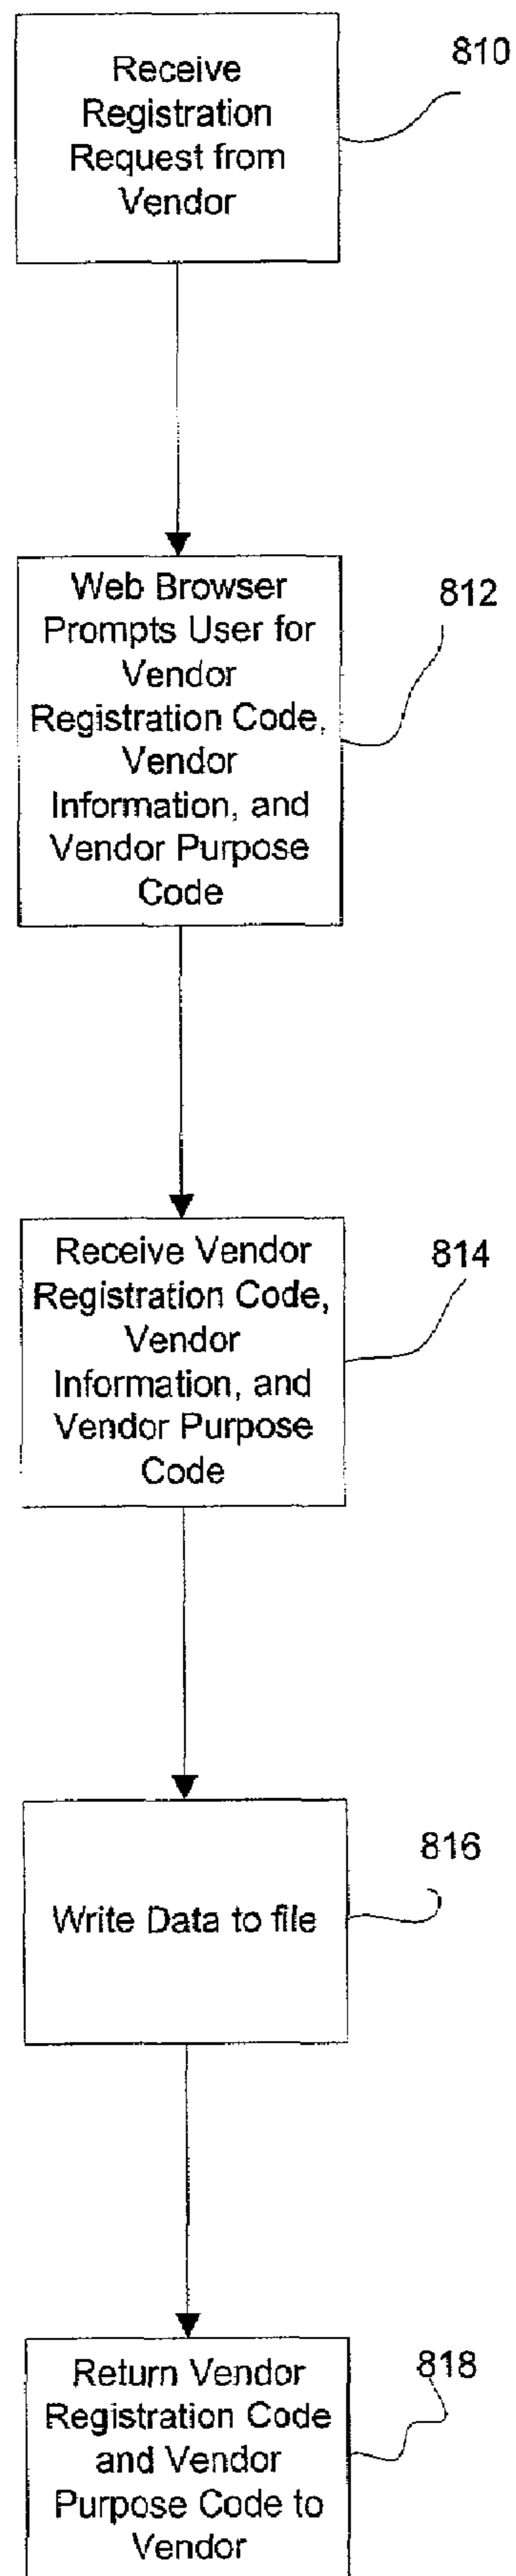 Receive
Registration
Request from
Vendor
810
Web Browser
Prompts User for
Vendor
Registration Code,
Vendor
Information, and
Vendor Purpose
Code
812
Receive Vendor
Registration Code,
Vendor
Information, and
Vendor Purpose
Code
814
Write Data to file
816
Return Vendor
Registration Code
and Vendor
Purpose Code to
Vendor
818